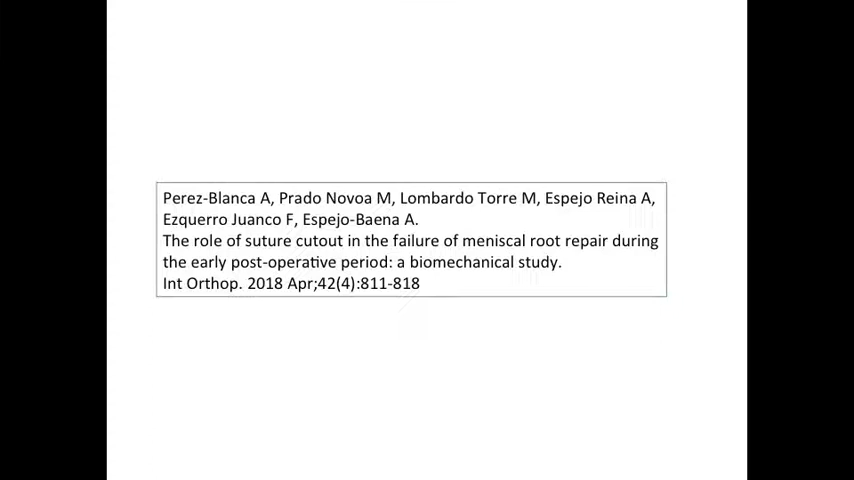 Perez-Blanca A, Prado Novoa M, Lombardo Torre M, Espejo Reina A,
Ezquerro Juanco F, Espejo-Baena A.
The role of suture cutout in the failure of meniscal root repair during
the early post-operative period: a biomechanical study.
Int Orthop. 2018 Apr;42(4):811-818